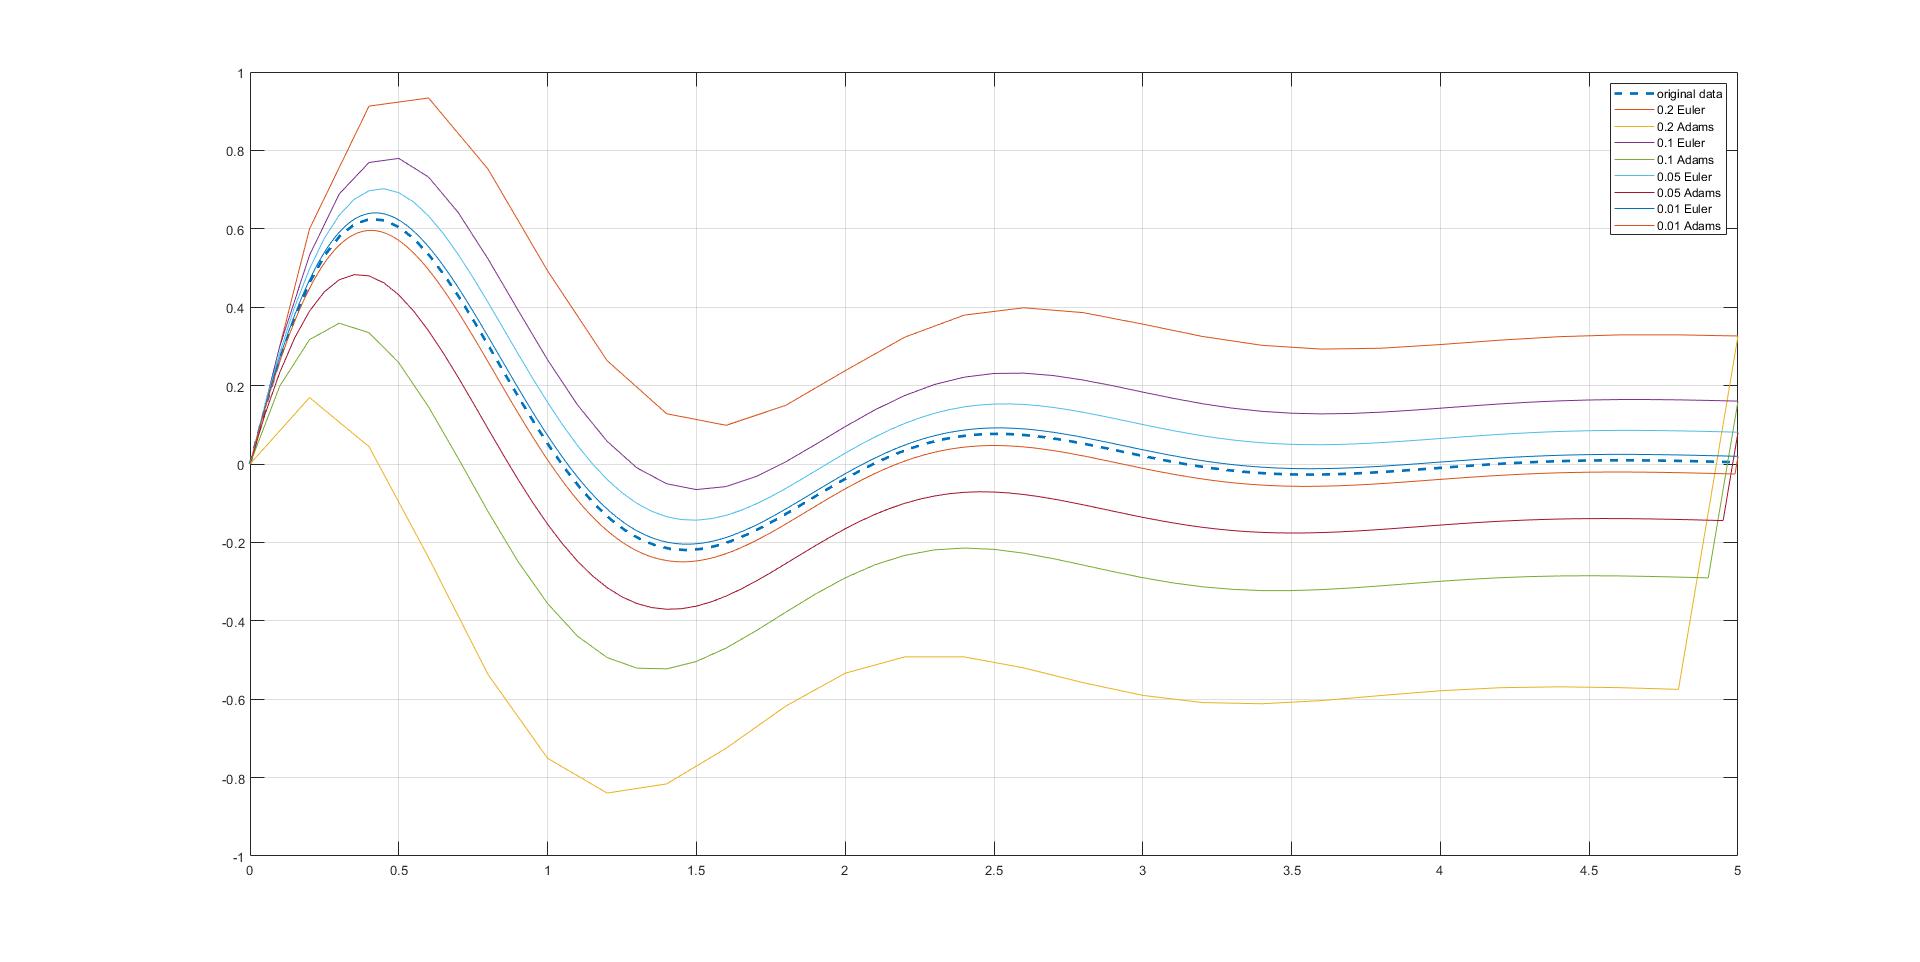 1
0.8
0.6
0.4
0.2
0
-0.2
-0.4
-0.6
-0.8
-1
0 0.5 1 1.5 2 2.5 3 3.5 4 4.5 5
original data
0.2 Euler
0.2 Adams
0.1 Euler
0.1 Adams
0.05 Euler
0.05 Adams
0.01 Euler
0.01 Adams